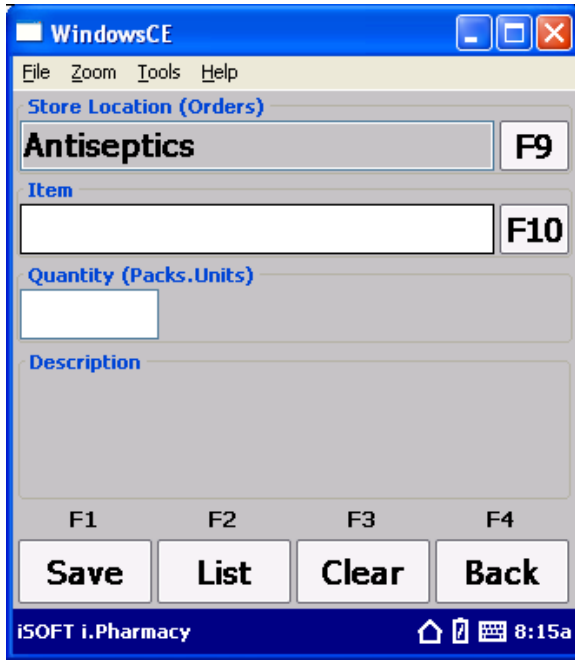 WindowsCE
File Zoom Tools Help
Store Location (Orders)
Antiseptics F9
Item
F10
Quantity (Packs.Units)
Description
F1 F2 F3 F4
Save List Clear Back
iSOFT i.Pharmacy 8:15a